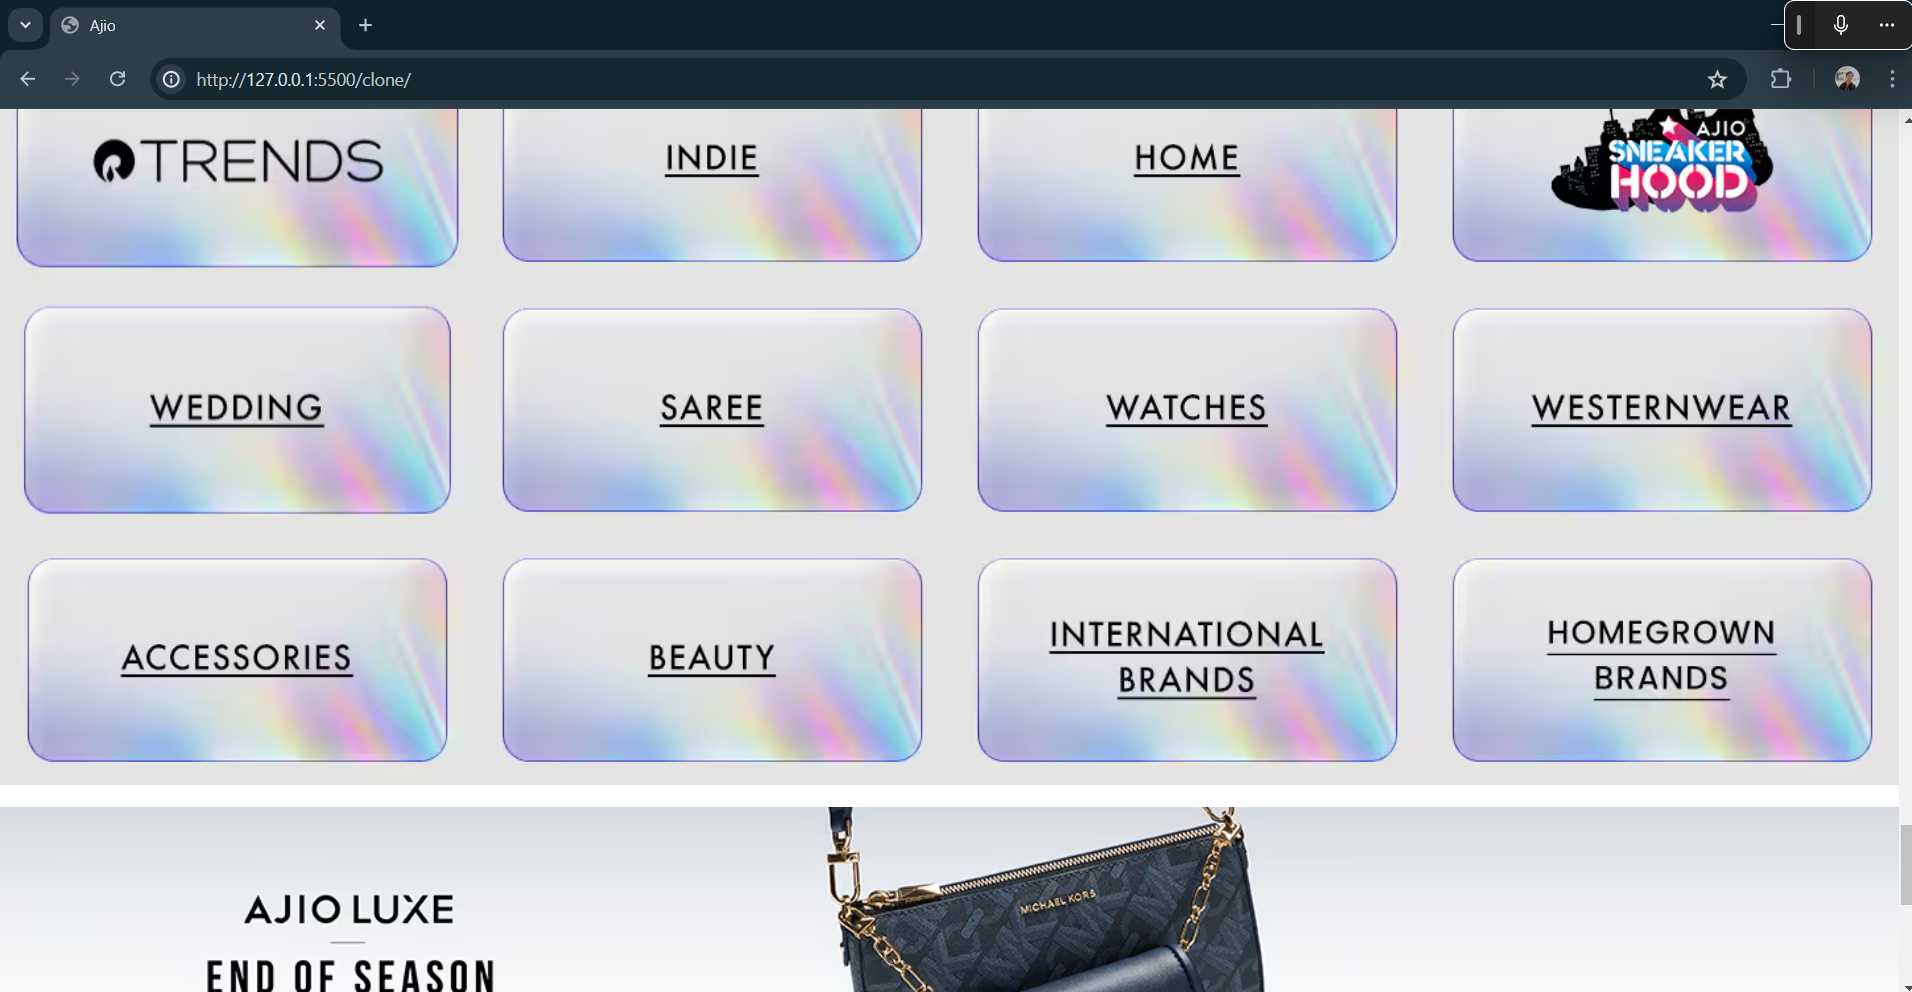 Ajio
http://127.0.0.1:5500/clone/
TRENDS
INDIE
HOME
AJIO
SNEAKER
HOOD
WEDDING
SAREE
WATCHES
WESTERNWEAR
ACCESSORIES
BEAUTY
INTERNATIONAL
BRANDS
HOMEGROWN
BRANDS
AJIO LUXE
END OF SEASON
MICHAEL KORS